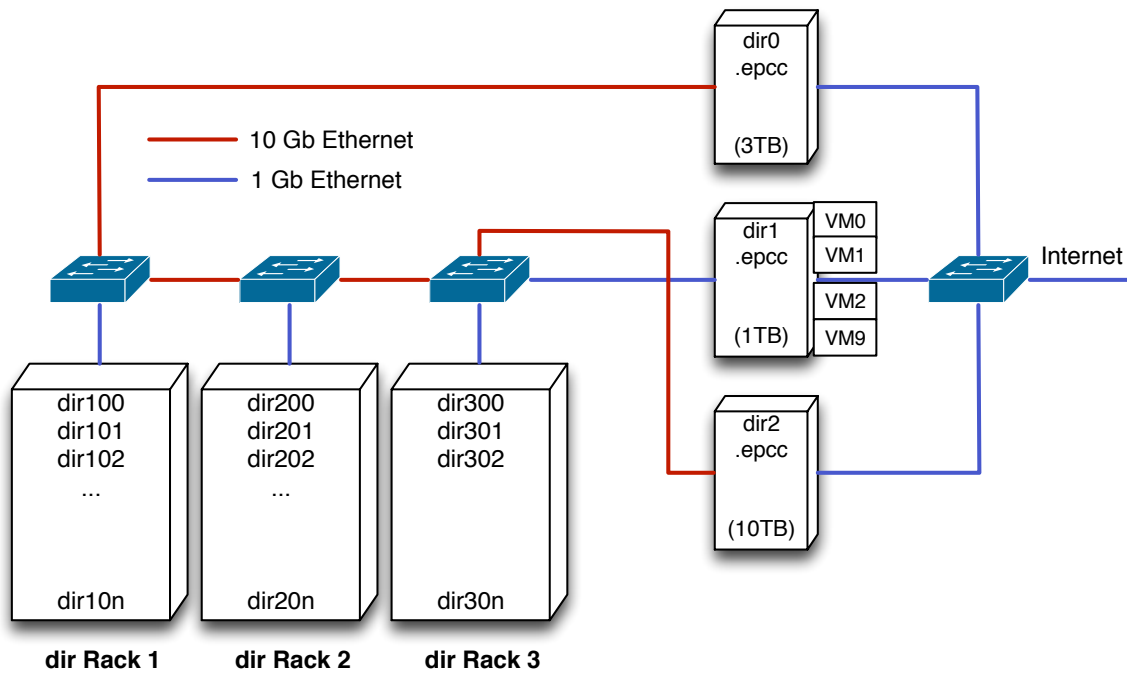 dir0
.epcc
(3TB)
10 Gb Ethernet
1 Gb Ethernet
dir1
.epcc
(1TB)
VM0
VM1
VM2
VM9
Internet
dir2
.epcc
(10TB)
dir100
dir101
dir102
...
dir10n
dir Rack 1
dir200
dir201
dir202
...
dir20n
dir Rack 2
dir300
dir301
dir302
dir30n
dir Rack 3